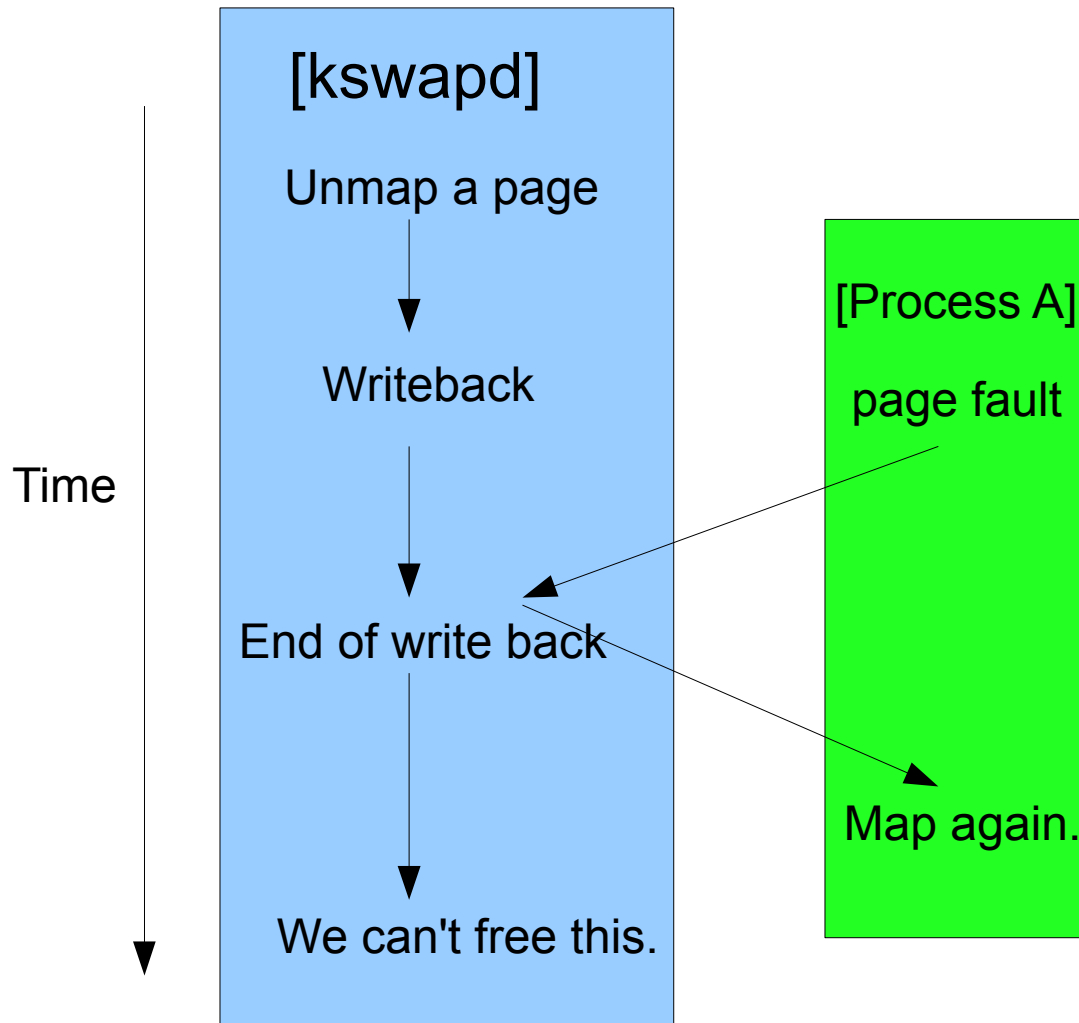 [kswapd]
Unmap a page
[Process A]
Writeback
page fault
Time
End of write back
Map again.
We can't free this.